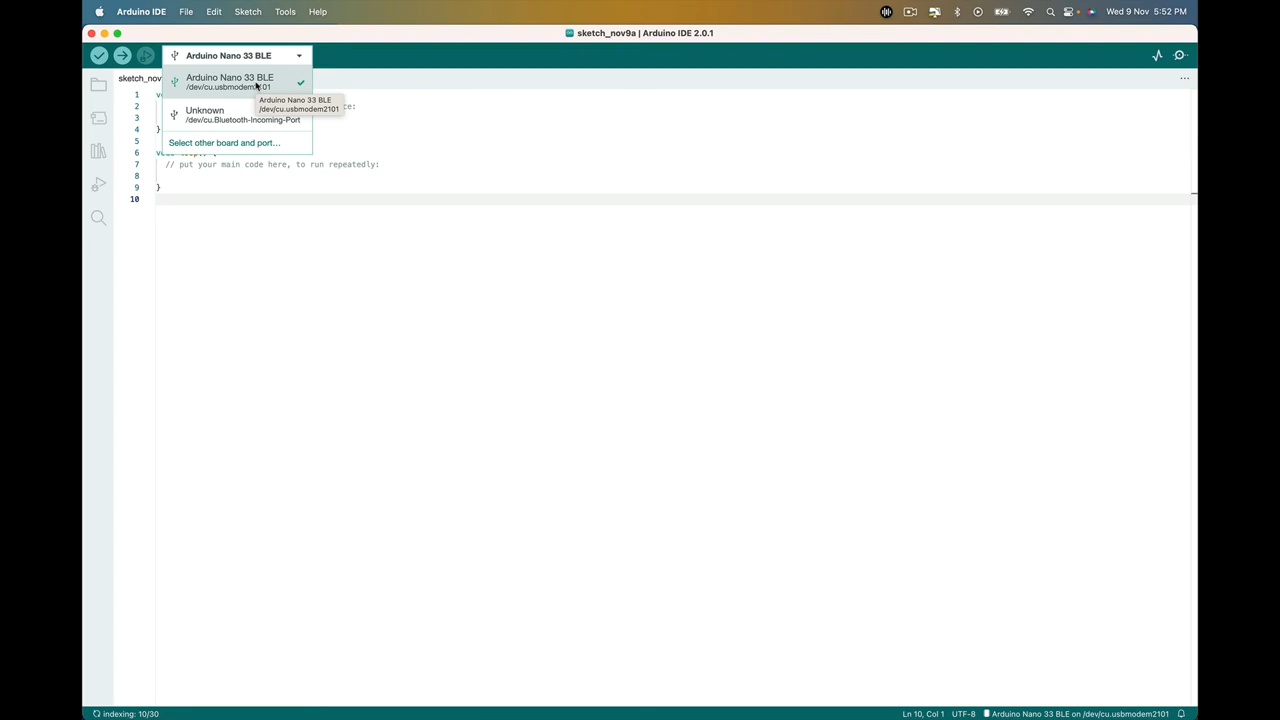 Arduino IDE File Edit Sketch Tools Help Wed 9 Nov 5:52 PM
sketch_nov9a | Arduino IDE 2.0.1
Arduino Nano 33 BLE
sketch_nov
Arduino Nano 33 BLE
/dev/cu.usbmodem2101
Arduino Nano 33 BLE
/dev/cu.usbmodem2101
Unknown
/dev/cu.Bluetooth-Incoming-Port
Select other board and port…
1
2 ce:
3
4 }
5
6
7 // put your main code here, to run repeatedly:
8
9 }
10
indexing: 10/30 Ln 10, Col 1 UTF-8 Arduino Nano 33 BLE on /dev/cu.usbmodem2101